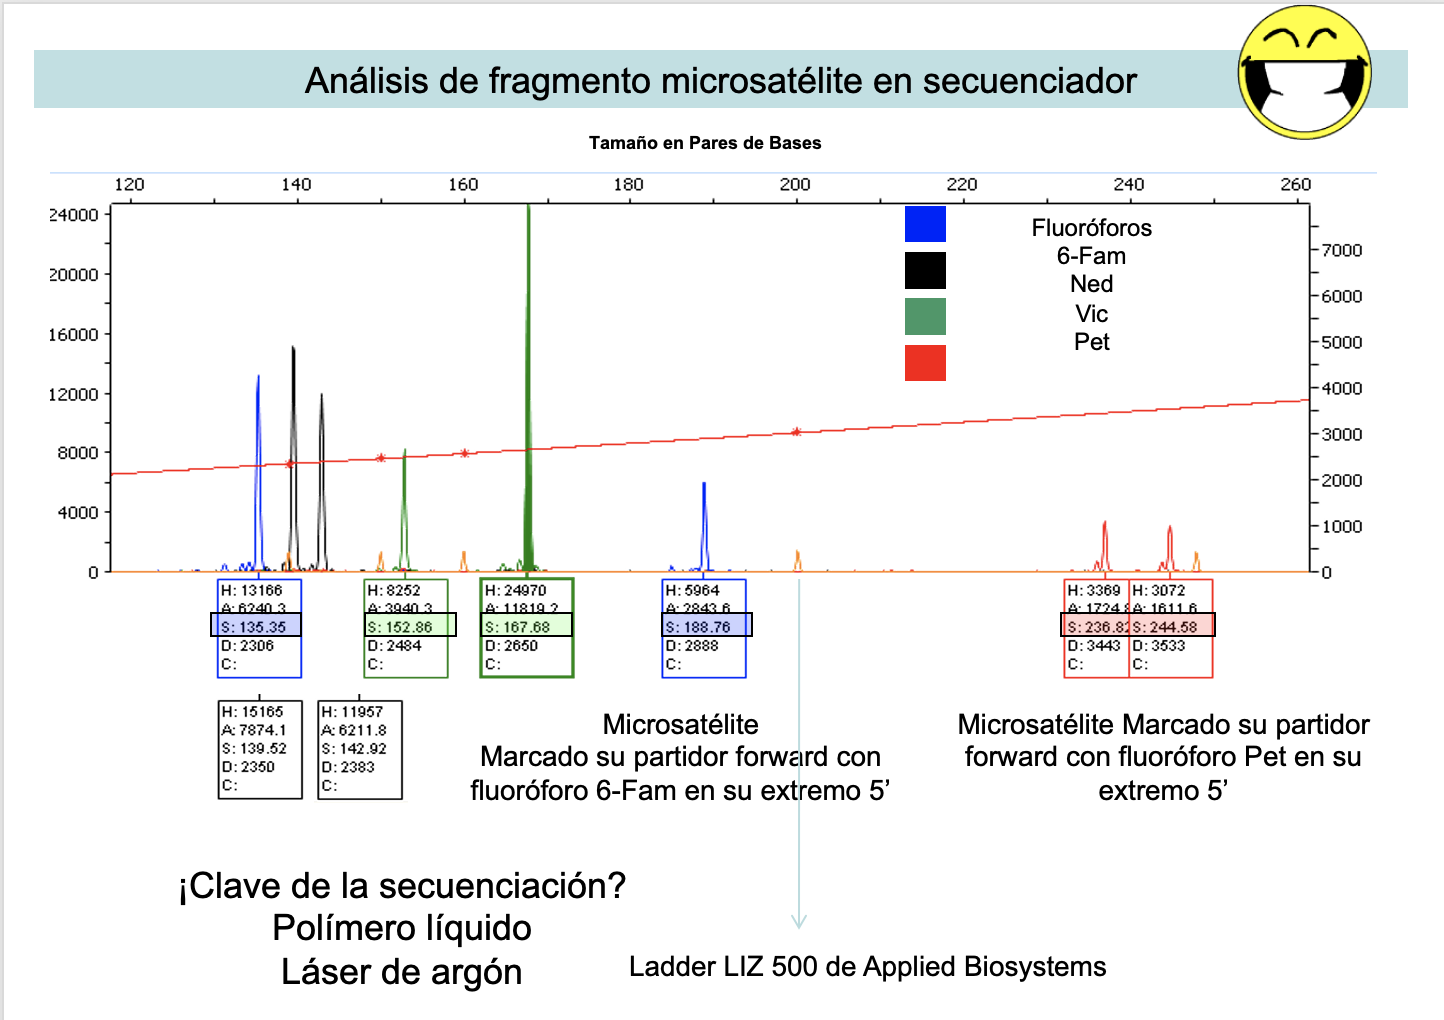 Análisis de fragmento microsatélite en secuenciador
Tamaño en Pares de Bases
120 140 160 180 200 220 240 260
24000
20000
16000
12000
8000
4000
0
7000
6000
5000
4000
3000
2000
1000
0
Fluoróforos
6-Fam
Ned
Vic
Pet
H: 13166
A: 6240.3
S: 135.35
D: 2306
C:
H: 8252
A: 3940.3
S: 152.86
D: 2484
C:
H: 24970
A: 11819.2
S: 167.68
D: 2650
C:
H: 5964
A: 2843.6
S: 188.76
D: 2888
C:
H: 3369
A: 1724.8
S: 236.82
D: 3443
C:
H: 3072
A: 1611.6
S: 244.58
D: 3533
C:
H: 15165
A: 7874.1
S: 139.52
D: 2350
C:
H: 11957
A: 6211.8
S: 142.92
D: 2383
C:
Microsatélite
Marcado su partidor forward con
fluoróforo 6-Fam en su extremo 5’
Microsatélite Marcado su partidor
forward con fluoróforo Pet en su
extremo 5’
¡Clave de la secuenciación?
Polímero líquido
Láser de argón
Ladder LIZ 500 de Applied Biosystems